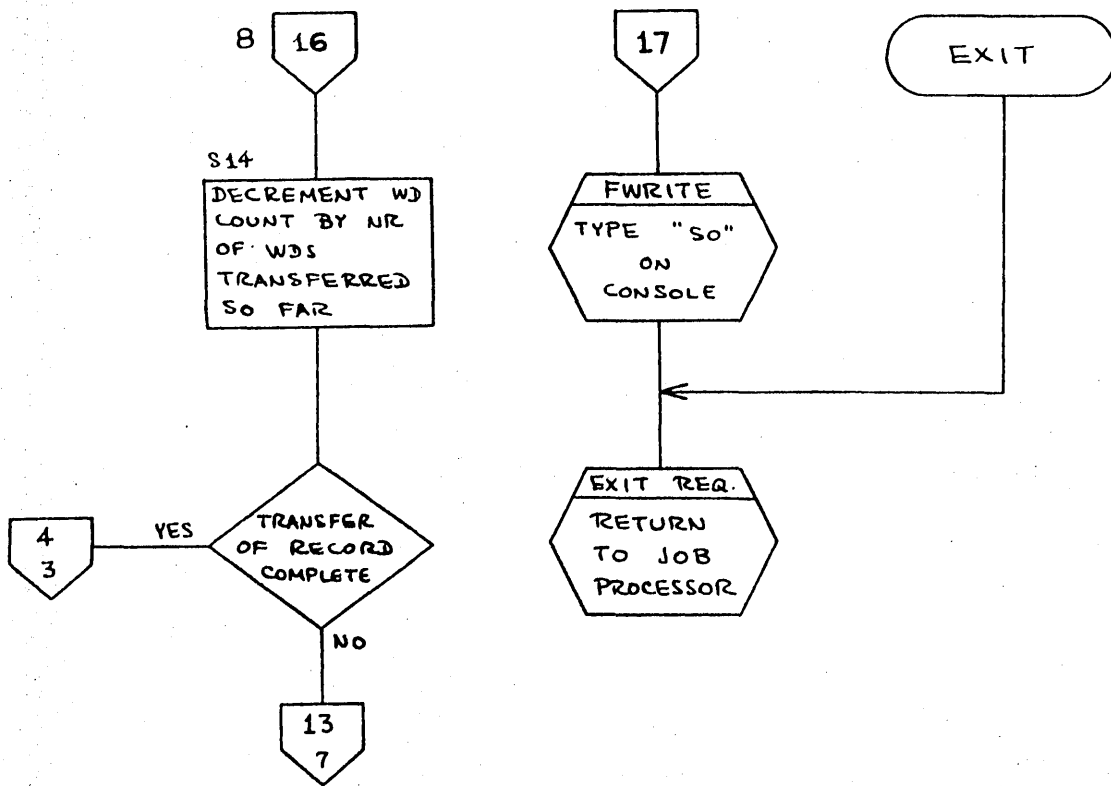 8
16
S14
DECREMENT WD
COUNT BY NR
OF WDS
TRANSFERRED
SO FAR
TRANSFER
OF RECORD
COMPLETE
YES
4
3
NO
13
7
17
FWRITE
TYPE "SO"
ON
CONSOLE
EXIT REQ.
RETURN
TO JOB
PROCESSOR
EXIT